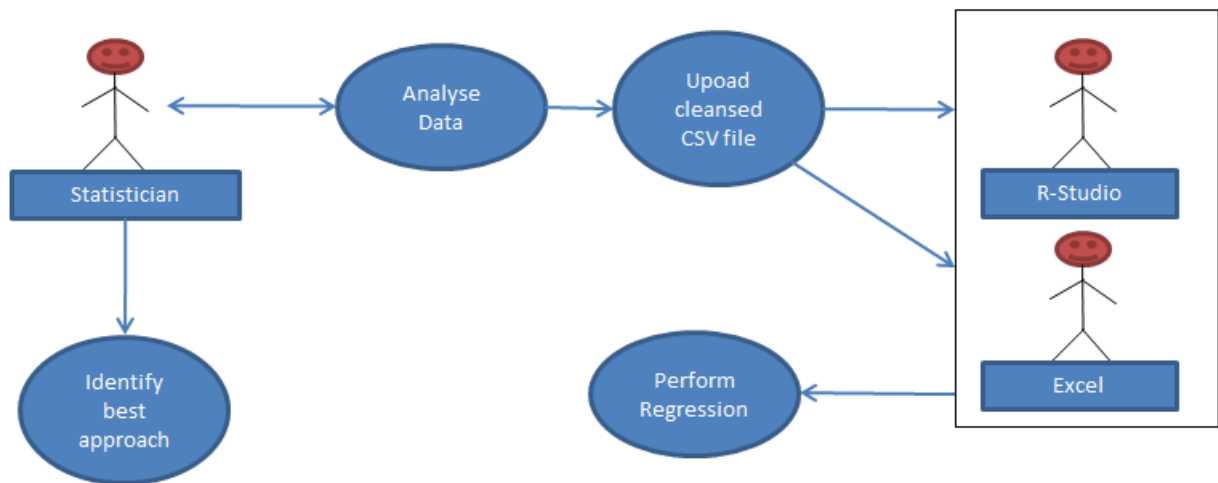 Analyse
Data
Upoad
cleansed
CSV file
Statistician
R-Studio
Identify
best
approach
Perform
Regression
Excel